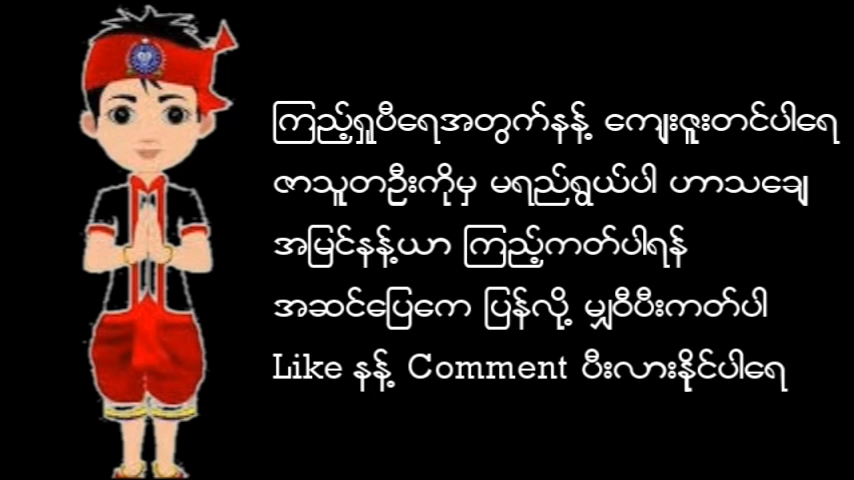 ကြည့်ရှုပီရေအတွက်နန့် ကျေးဇူးတင်ပါရေ
ဇာသူတဦးကိုမှ မရည်ရွယ်ပါ ဟာသချေ
အမြင်နန့်ယာ ကြည့်ကတ်ပါရန်
အဆင်ပြေကေ ပြန်လို့ မျှဝီပီးကတ်ပါ
Like နန့် Comment ပီးလားနိုင်ပါရေ